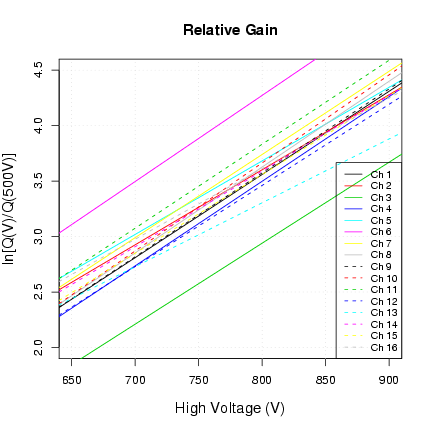 Relative Gain
ln[Q(V)/Q(500V)]
4.5
4.0
3.5
3.0
2.5
2.0
Ch 1
Ch 2
Ch 3
Ch 4
Ch 5
Ch 6
Ch 7
Ch 8
Ch 9
Ch 10
Ch 11
Ch 12
Ch 13
Ch 14
Ch 15
Ch 16
650 700 750 800 850 900
High Voltage (V)